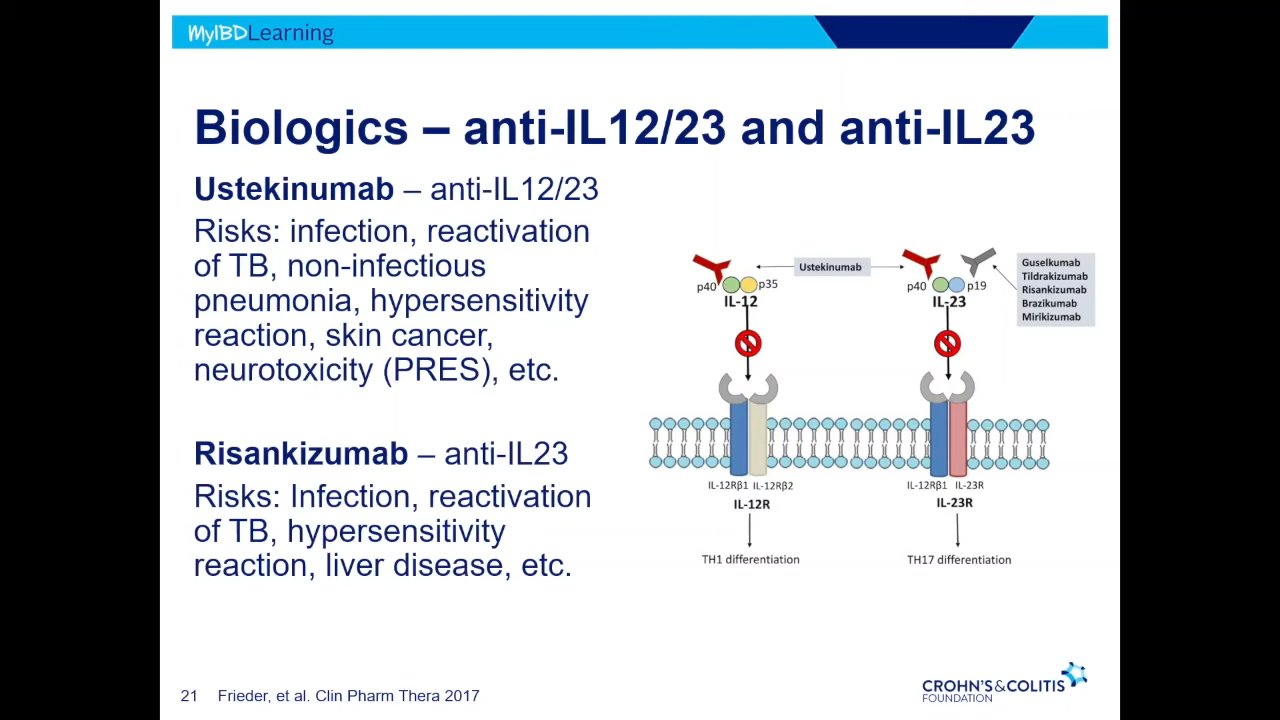 MyIBDLearning
Biologics – anti-IL12/23 and anti-IL23
Ustekinumab – anti-IL12/23
Risks: infection, reactivation
of TB, non-infectious
pneumonia, hypersensitivity
reaction, skin cancer,
neurotoxicity (PRES), etc.
Risankizumab – anti-IL23
Risks: Infection, reactivation
of TB, hypersensitivity
reaction, liver disease, etc.
Ustekinumab
p40
p35
IL-12
p40
p19
IL-23
Guselkumab
Tildrakizumab
Risankizumab
Brazikumab
Mirikizumab
IL-12Rβ1 IL-12Rβ2
IL-12R
TH1 differentiation
IL-12Rβ1 IL-23R
IL-23R
TH17 differentiation
21 Frieder, et al. Clin Pharm Thera 2017
CROHN'S&COLITIS
FOUNDATION